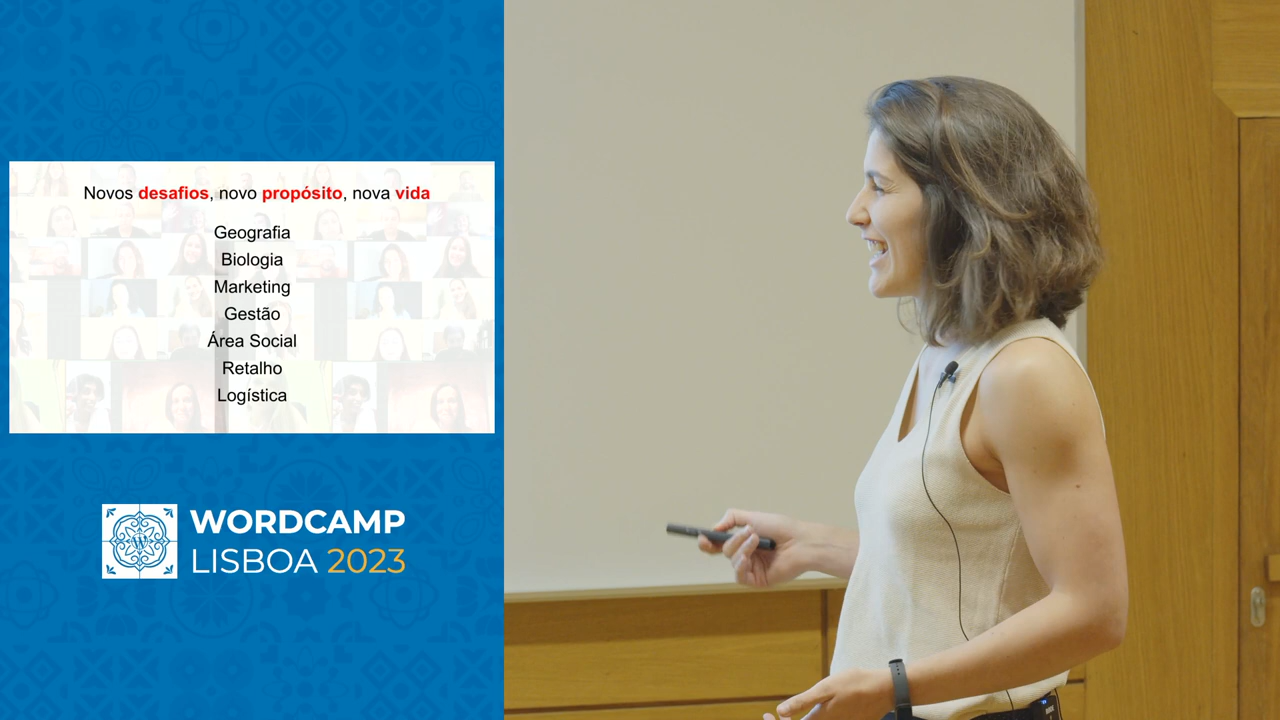 Novos desafios, novo propósito, nova vida
Geografia
Biologia
Marketing
Gestão
Área Social
Retalho
Logística
WORDCAMP
LISBOA 2023